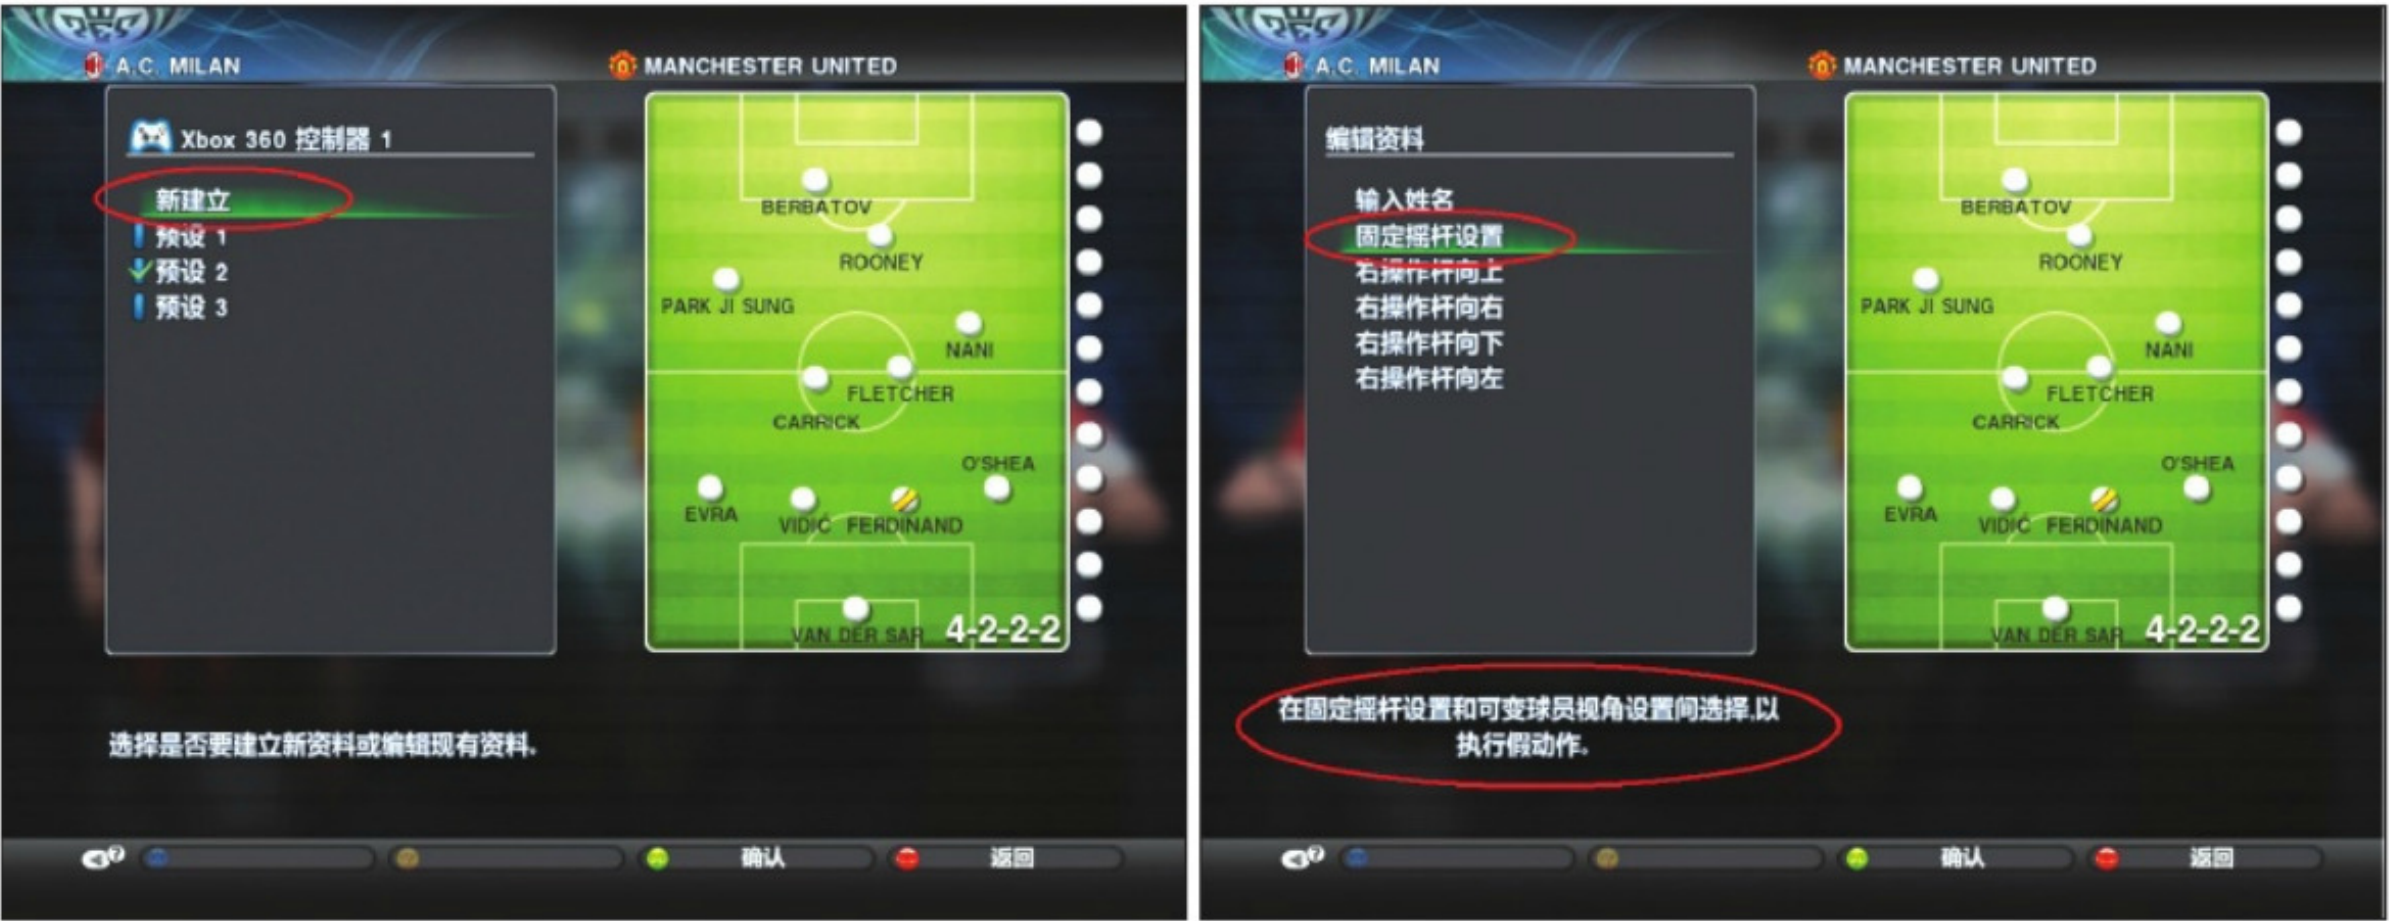 PES
A.C. MILAN
MANCHESTER UNITED
Xbox 360 控制器 1
新建立
预设 1
预设 2
预设 3
BERBATOV
ROONEY
PARK JI SUNG
NANI
FLETCHER
CARRICK
O'SHEA
EVRA
VIDIĆ
FERDINAND
VAN DER SAR
4-2-2-2
选择是否要建立新资料或编辑现有资料.
确认
返回
PES
A.C. MILAN
MANCHESTER UNITED
编辑资料
输入姓名
固定摇杆设置
右操作杆向上
右操作杆向右
右操作杆向下
右操作杆向左
BERBATOV
ROONEY
PARK JI SUNG
NANI
FLETCHER
CARRICK
O'SHEA
EVRA
VIDIĆ
FERDINAND
VAN DER SAR
4-2-2-2
在固定摇杆设置和可变球员视角设置间选择,以
执行假动作。
确认
返回